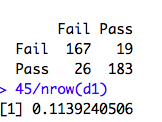 Fail Pass
Fail 167 19
Pass 26 183
> 45/nrow(d1)
[1] 0.1139240506